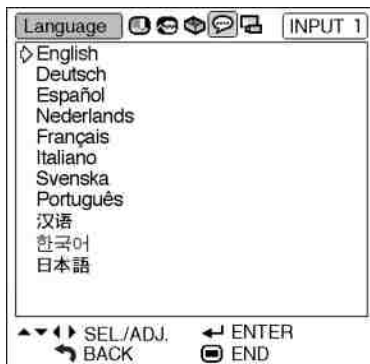 Language INPUT 1
English
Deutsch
Español
Nederlands
Français
Italiano
Svenska
Português
汉语
한국어
日本語
SEL./ADJ. ENTER
BACK END